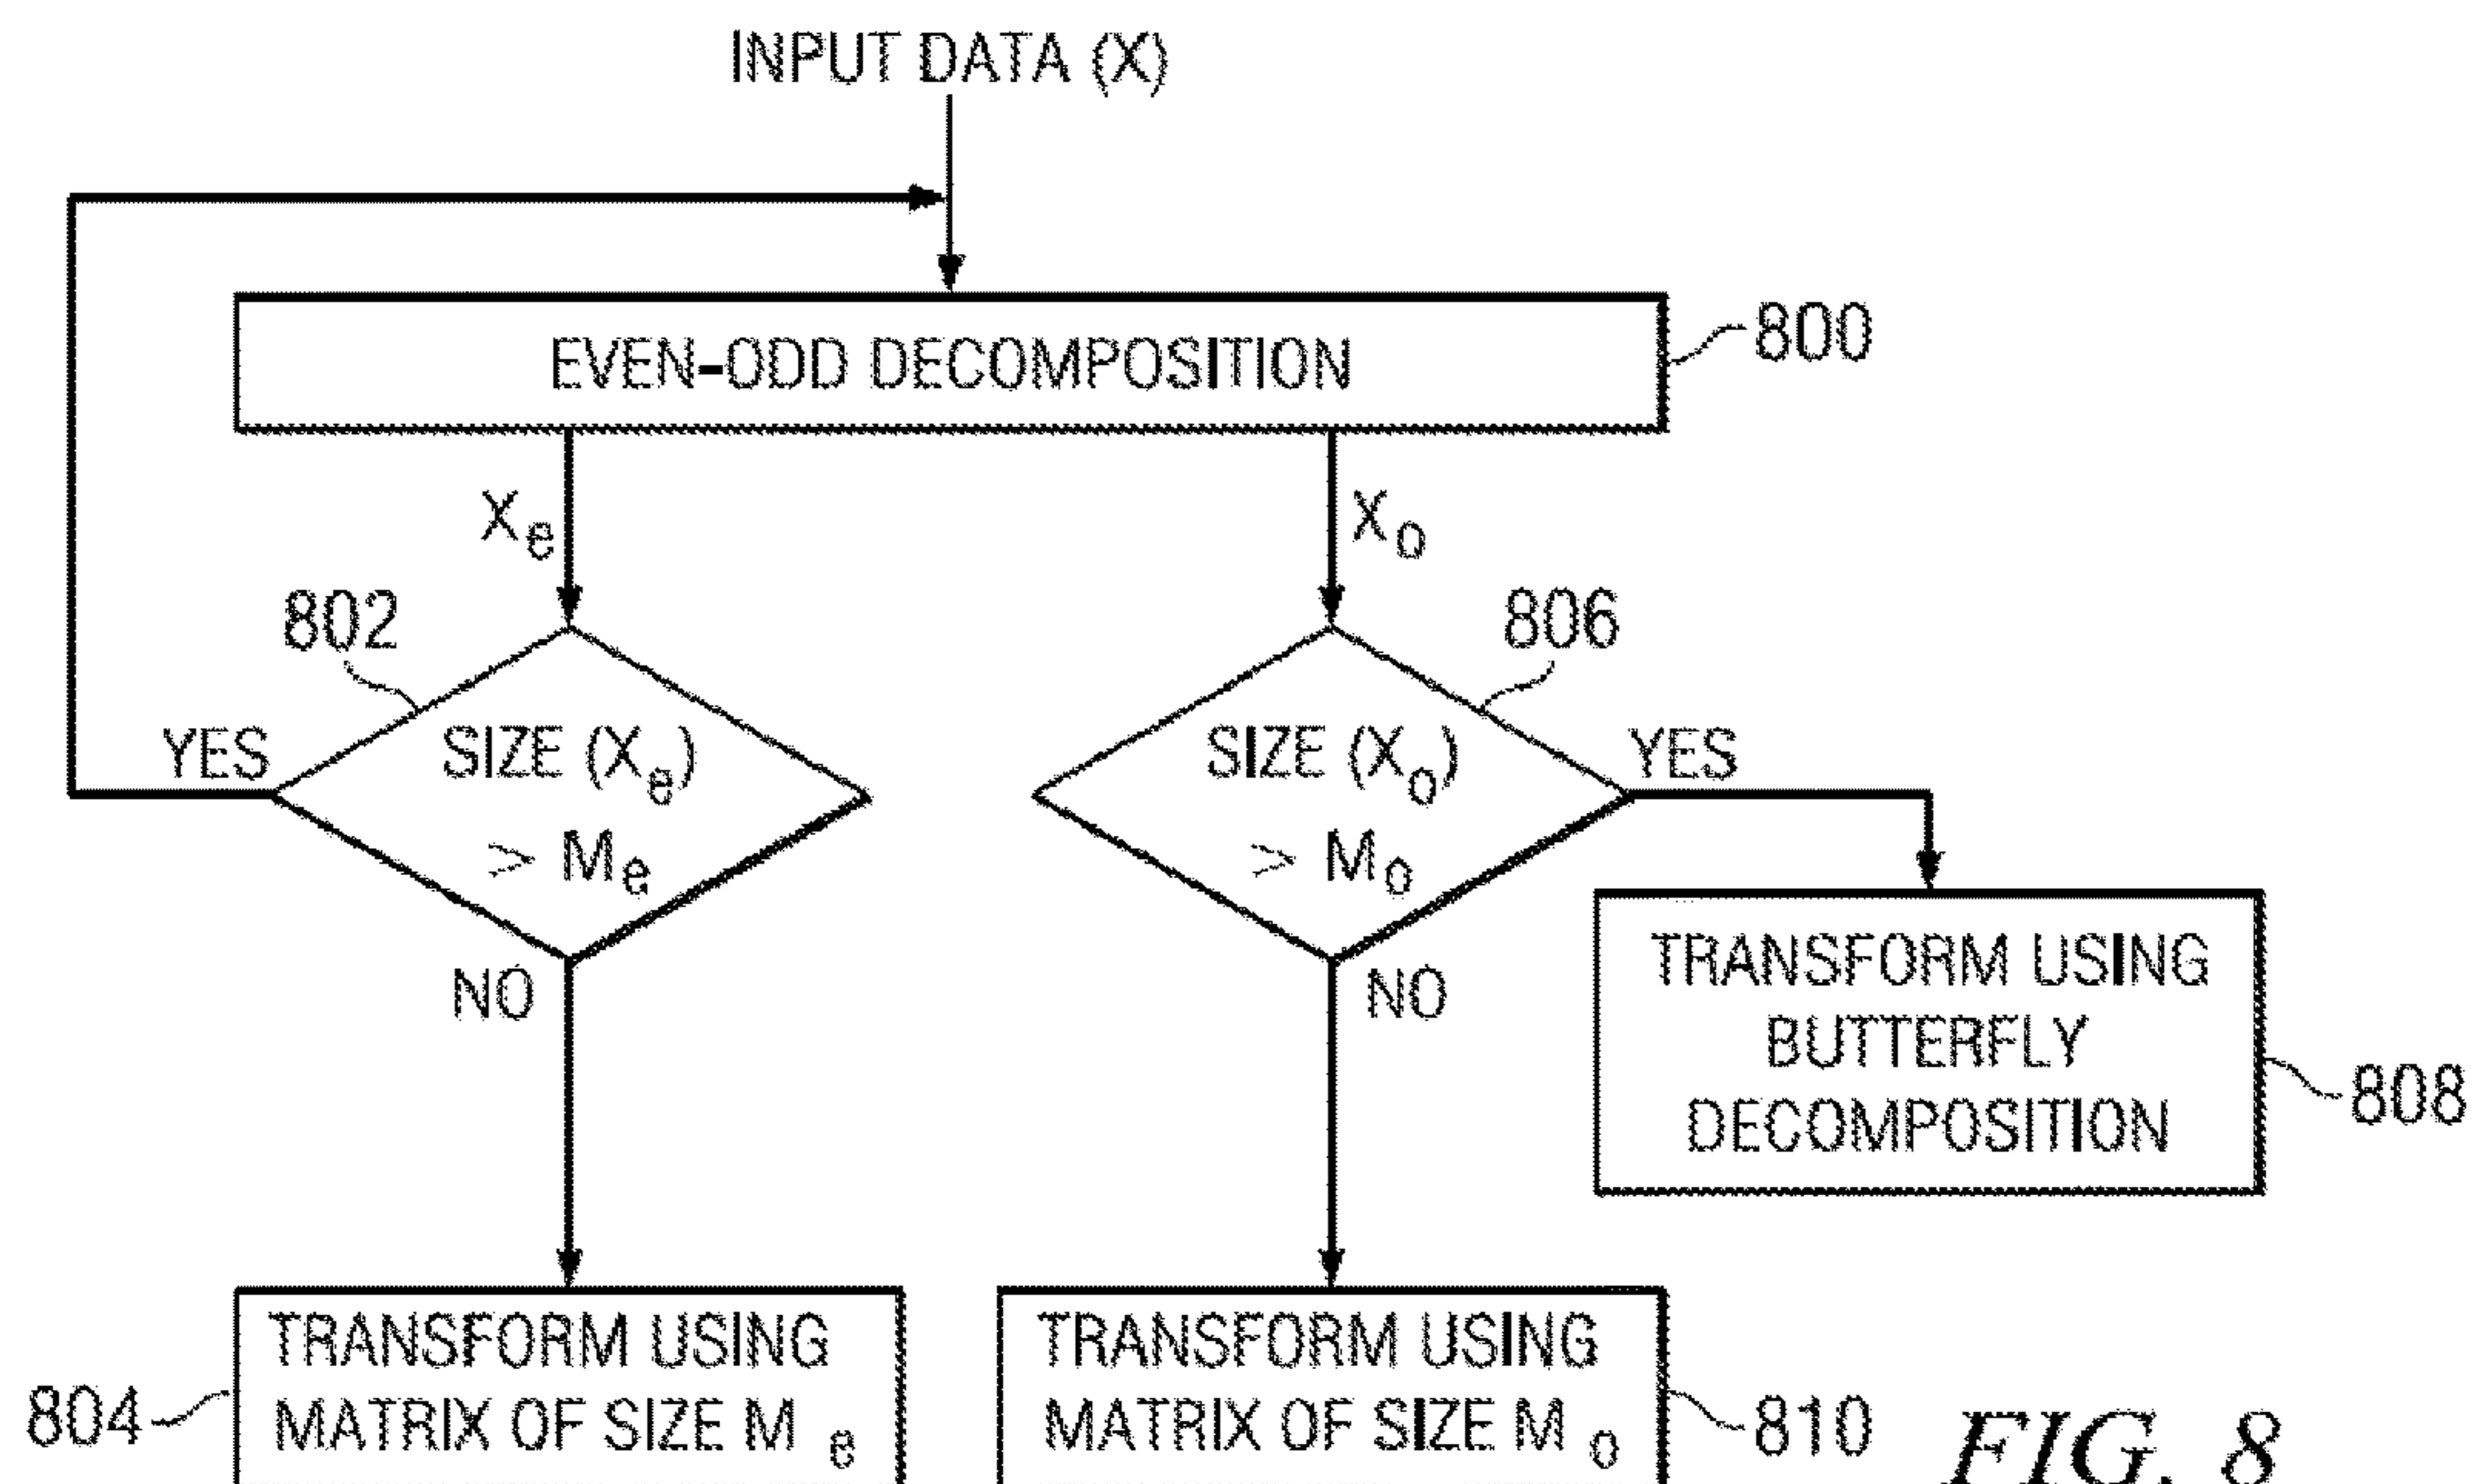 INPUT DATA (X)
EVEN-ODD DECOMPOSITION
800
Xe
Xo
802
806
YES
SIZE (Xe)
> Me
SIZE (Xo)
> Mo
YES
NO
NO
TRANSFORM USING
BUTTERFLY
DECOMPOSITION
808
804
TRANSFORM USING
MATRIX OF SIZE Me
TRANSFORM USING
MATRIX OF SIZE Mo
810
FIG. 8